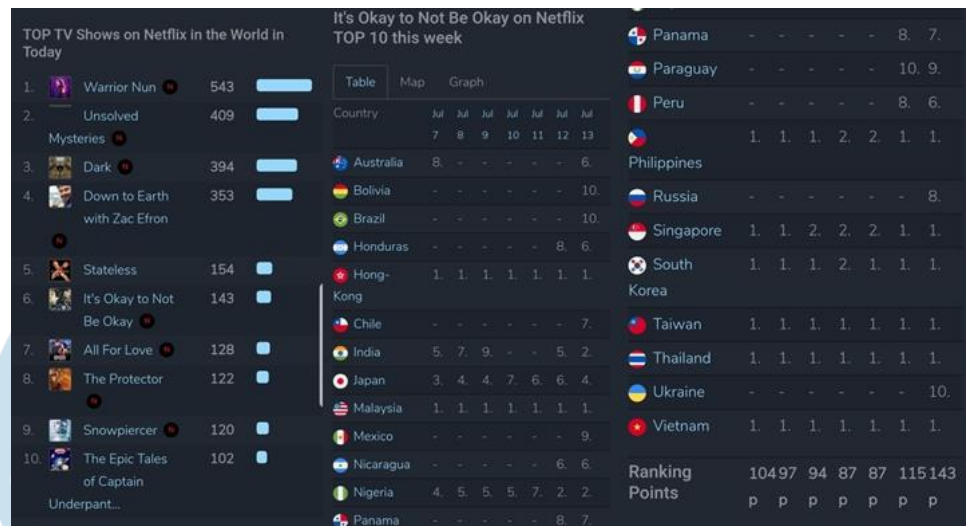 TOP TV Shows on Netflix in the World in
Today
1. Warrior Nun N 543
2. Unsolved 409
Mysteries N
3. Dark N 394
4. Down to Earth 353
with Zac Efron
N
5. Stateless 154
6. It's Okay to Not 143
Be Okay N
7. All For Love N 128
8. The Protector 122
N
9. Snowpiercer N 120
10. The Epic Tales 102
of Captain
Underpant...
It's Okay to Not Be Okay on Netflix
TOP 10 this week
Table Map Graph
Country Jul Jul Jul Jul Jul Jul Jul
7 8 9 10 11 12 13
Australia 8. - - - - - 6.
Bolivia - - - - - - 10.
Brazil - - - - - - 10.
Honduras - - - - - 8. 6.
Hong- 1. 1. 1. 1. 1. 1. 1.
Kong
Chile - - - - - - 7.
India 5. 7. 9. - - 5. 2.
Japan 3. 4. 4. 7. 6. 6. 4.
Malaysia 1. 1. 1. 1. 1. 1. 1.
Mexico - - - - - - 9.
Nicaragua - - - - - 6. 6.
Nigeria 4. 5. 5. 5. 7. 2. 2.
Panama - - - - - 8. 7.
Panama - - - - - 8. 7.
Paraguay - - - - - 10. 9.
Peru - - - - - 8. 6.
1. 1. 1. 2. 2. 1. 1.
Philippines
Russia - - - - - - 8.
Singapore 1. 1. 2. 2. 2. 1. 1.
South 1. 1. 1. 2. 1. 1. 1.
Korea
Taiwan 1. 1. 1. 1. 1. 1. 1.
Thailand 1. 1. 1. 1. 1. 1. 1.
Ukraine - - - - - - 10.
Vietnam 1. 1. 1. 1. 1. 1. 1.
Ranking 104 97 94 87 87 115 143
Points p p p p p p p